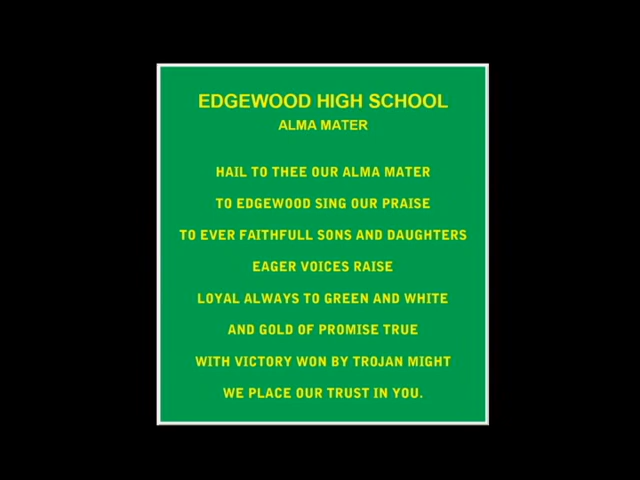 EDGEWOOD HIGH SCHOOL
ALMA MATER
HAIL TO THEE OUR ALMA MATER
TO EDGEWOOD SING OUR PRAISE
TO EVER FAITHFULL SONS AND DAUGHTERS
EAGER VOICES RAISE
LOYAL ALWAYS TO GREEN AND WHITE
AND GOLD OF PROMISE TRUE
WITH VICTORY WON BY TROJAN MIGHT
WE PLACE OUR TRUST IN YOU.